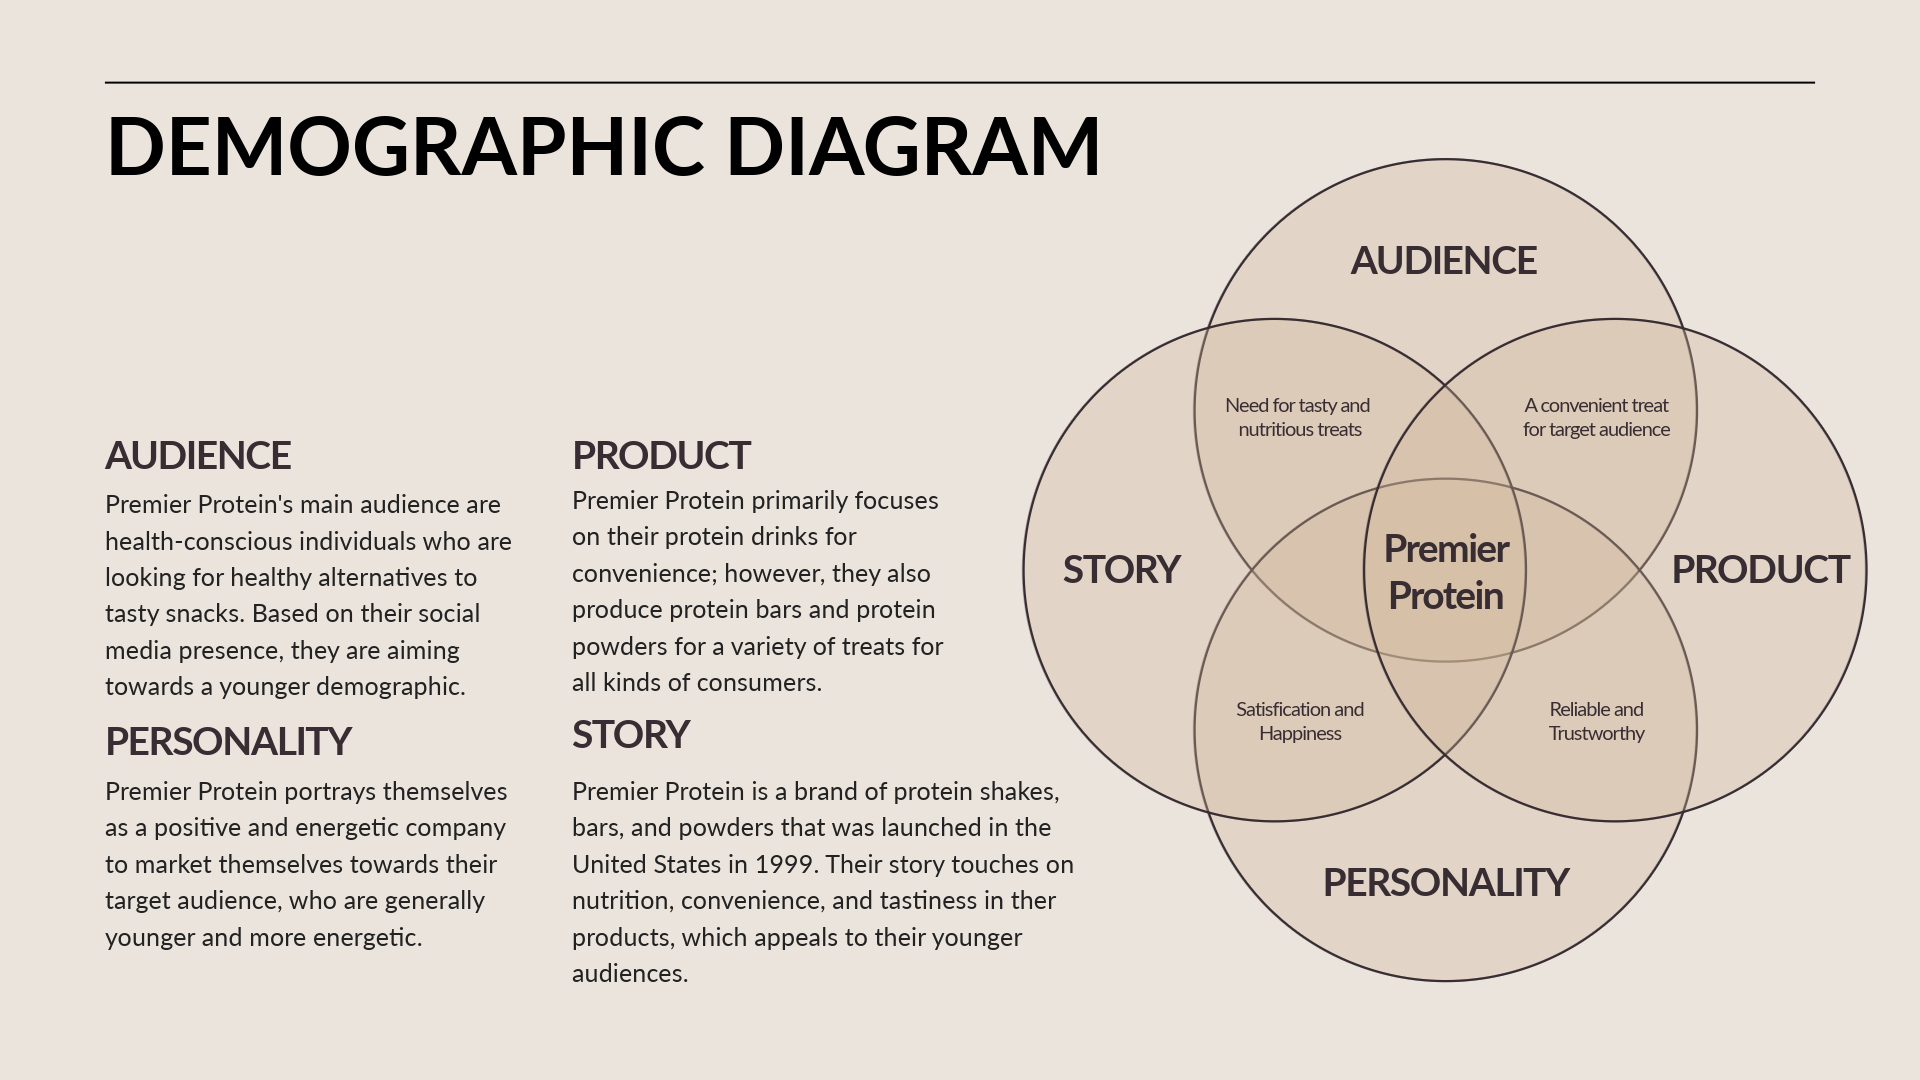 DEMOGRAPHIC DIAGRAM
AUDIENCE
Premier Protein's main audience are
health-conscious individuals who are
looking for healthy alternatives to
tasty snacks. Based on their social
media presence, they are aiming
towards a younger demographic.
PERSONALITY
Premier Protein portrays themselves
as a positive and energetic company
to market themselves towards their
target audience, who are generally
younger and more energetic.
PRODUCT
Premier Protein primarily focuses
on their protein drinks for
convenience; however, they also
produce protein bars and protein
powders for a variety of treats for
all kinds of consumers.
STORY
Premier Protein is a brand of protein shakes,
bars, and powders that was launched in the
United States in 1999. Their story touches on
nutrition, convenience, and tastiness in ther
products, which appeals to their younger
audiences.
AUDIENCE
Need for tasty and
nutritious treats
A convenient treat
for target audience
STORY
Premier
Protein
PRODUCT
Satisfication and
Happiness
Reliable and
Trustworthy
PERSONALITY